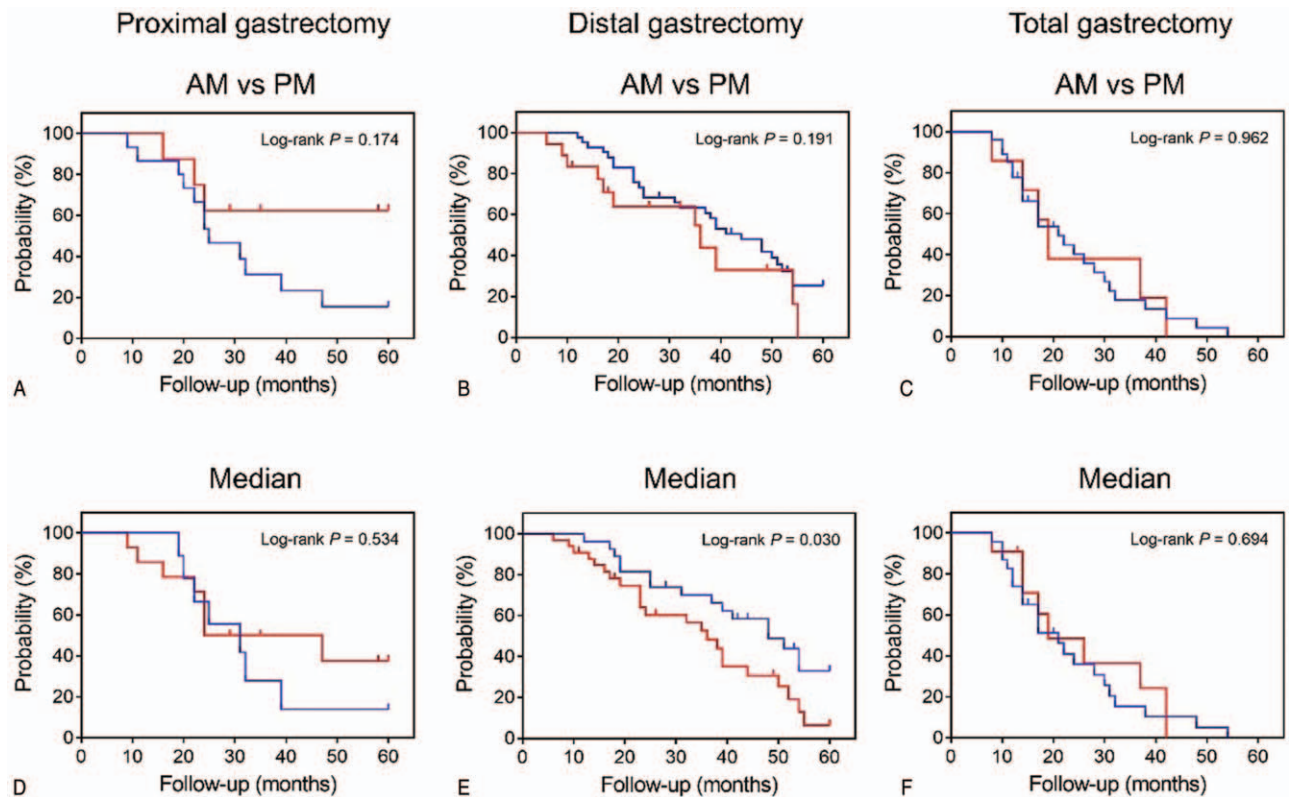 Proximal gastrectomy
Distal gastrectomy
Total gastrectomy
AM vs PM
Log-rank P = 0.174
100
80
60
40
20
0
Probability (%)
0 10 20 30 40 50 60
Follow-up (months)
A
AM vs PM
Log-rank P = 0.191
100
80
60
40
20
0
Probability (%)
0 10 20 30 40 50 60
Follow-up (months)
B
AM vs PM
Log-rank P = 0.962
100
80
60
40
20
0
Probability (%)
0 10 20 30 40 50 60
Follow-up (months)
C
Median
Log-rank P = 0.534
100
80
60
40
20
0
Probability (%)
0 10 20 30 40 50 60
Follow-up (months)
D
Median
Log-rank P = 0.030
100
80
60
40
20
0
Probability (%)
0 10 20 30 40 50 60
Follow-up (months)
E
Median
Log-rank P = 0.694
100
80
60
40
20
0
Probability (%)
0 10 20 30 40 50 60
Follow-up (months)
F